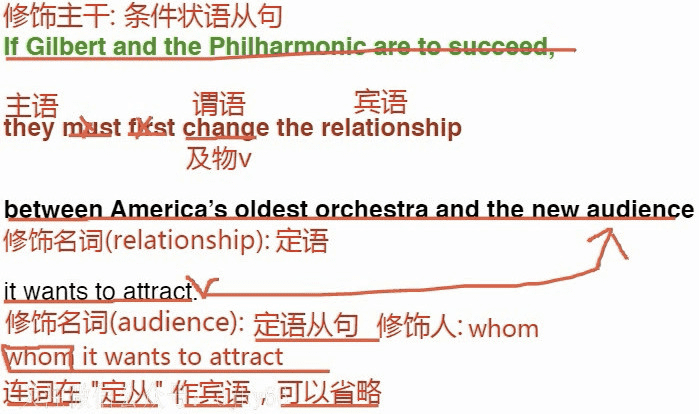 修饰主干: 条件状语从句
If Gilbert and the Philharmonic are to succeed,
主语 谓语 宾语
they must first change the relationship
及物v
between America's oldest orchestra and the new audience
修饰名词(relationship): 定语
it wants to attract.
修饰名词(audience): 定语从句 修饰人: whom
whom it wants to attract
连词在 "定从" 作宾语，可以省略